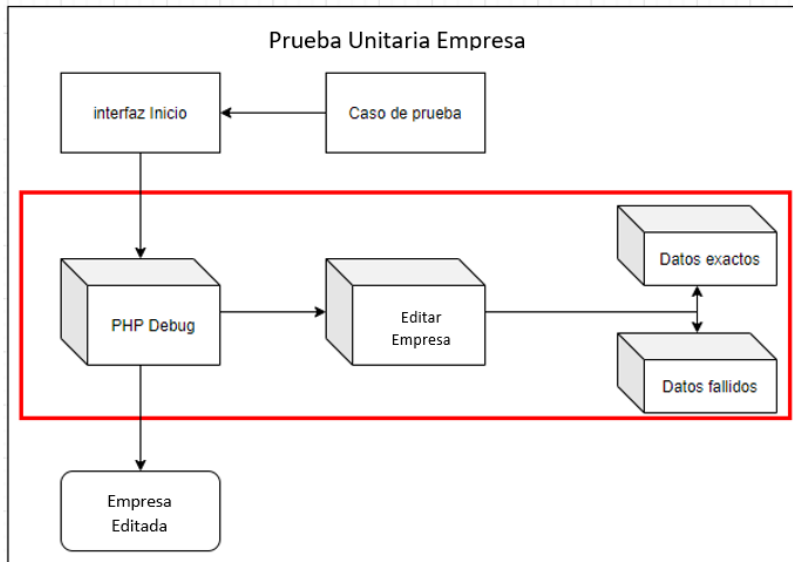 Prueba Unitaria Empresa
interfaz Inicio
Caso de prueba
Datos exactos
PHP Debug
Editar
Empresa
Datos fallidos
Empresa
Editada